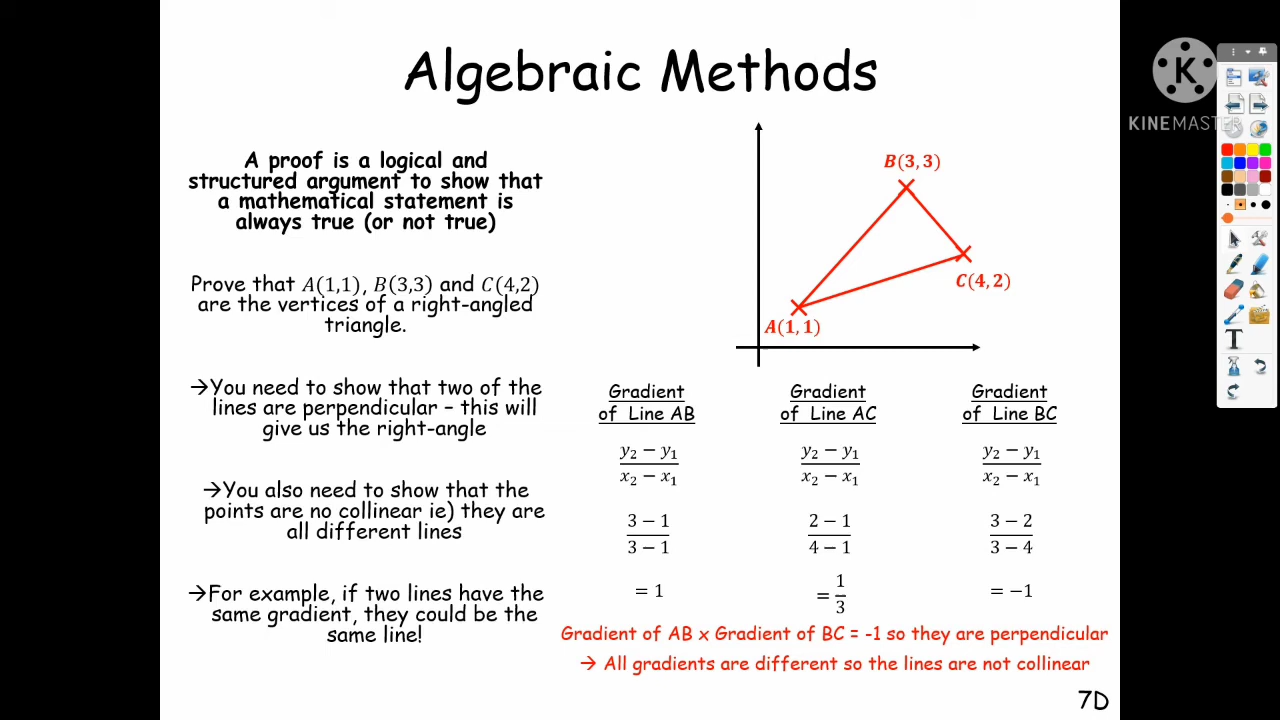 Algebraic Methods
A proof is a logical and
structured argument to show that
a mathematical statement is
always true (or not true)
Prove that A(1,1), B(3,3) and C(4,2)
are the vertices of a right-angled
triangle.
→You need to show that two of the
lines are perpendicular – this will
give us the right-angle
→You also need to show that the
points are no collinear ie) they are
all different lines
→For example, if two lines have the
same gradient, they could be the
same line!
B(3,3)
C(4,2)
A(1,1)
Gradient
of Line AB
y₂ − y₁
x₂ − x₁
3 − 1
3 − 1
= 1
Gradient
of Line AC
y₂ − y₁
x₂ − x₁
2 − 1
4 − 1
= 1
3
Gradient
of Line BC
y₂ − y₁
x₂ − x₁
3 − 2
3 − 4
= −1
Gradient of AB x Gradient of BC = -1 so they are perpendicular
→ All gradients are different so the lines are not collinear
7D
K
KINEMASTER
T